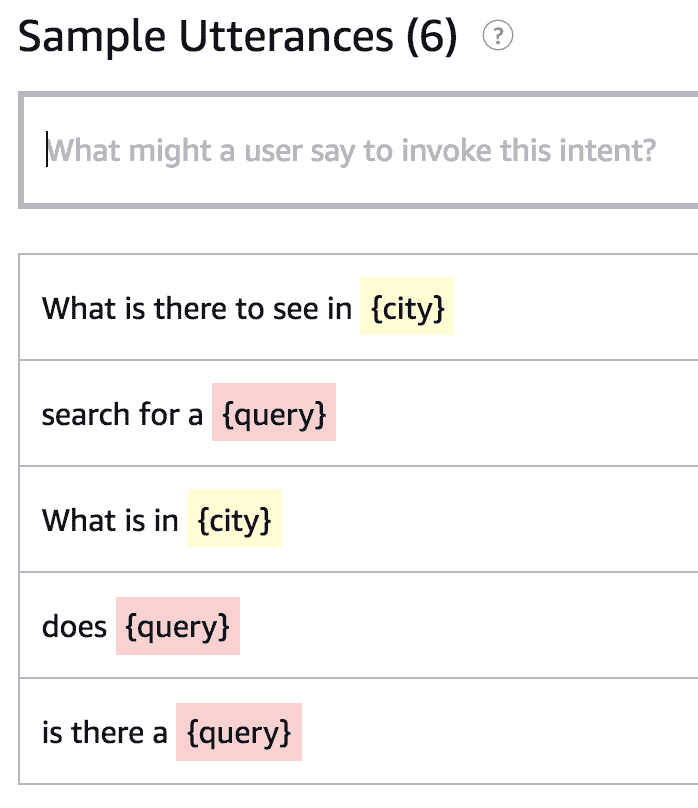 Sample Utterances (6) ?
What might a user say to invoke this intent?
What is there to see in {city}
search for a {query}
What is in {city}
does {query}
is there a {query}